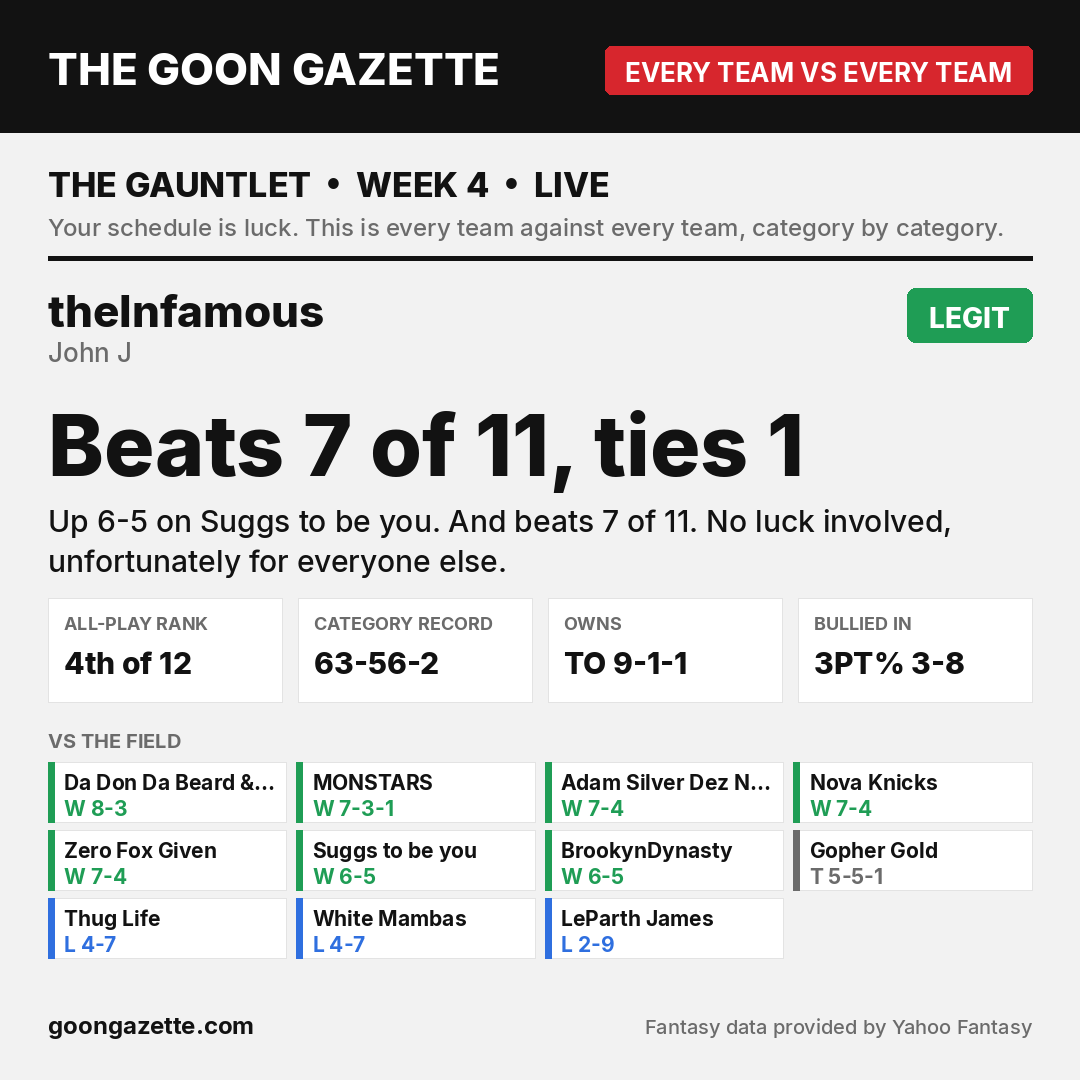 THE GOON GAZETTE
EVERY TEAM VS EVERY TEAM
THE GAUNTLET • WEEK 4 • LIVE
Your schedule is luck. This is every team against every team, category by category.
theInfamous
LEGIT
John J
Beats 7 of 11, ties 1
Up 6-5 on Suggs to be you. And beats 7 of 11. No luck involved,
unfortunately for everyone else.
ALL-PLAY RANK
4th of 12
CATEGORY RECORD
63-56-2
OWNS
TO 9-1-1
BULLIED IN
3PT% 3-8
VS THE FIELD
Da Don Da Beard &...
W 8-3
MONSTARS
W 7-3-1
Adam Silver Dez N...
W 7-4
Nova Knicks
W 7-4
Zero Fox Given
W 7-4
Suggs to be you
W 6-5
BrookynDynasty
W 6-5
Gopher Gold
T 5-5-1
Thug Life
L 4-7
White Mambas
L 4-7
LeParth James
L 2-9
goongazette.com
Fantasy data provided by Yahoo Fantasy